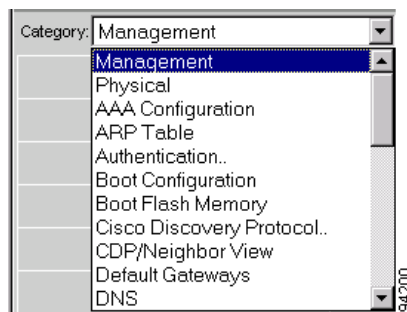 Category: Management
Management
Physical
AAA Configuration
ARP Table
Authentication..
Boot Configuration
Boot Flash Memory
Cisco Discovery Protocol..
CDP/Neighbor View
Default Gateways
DNS
94200